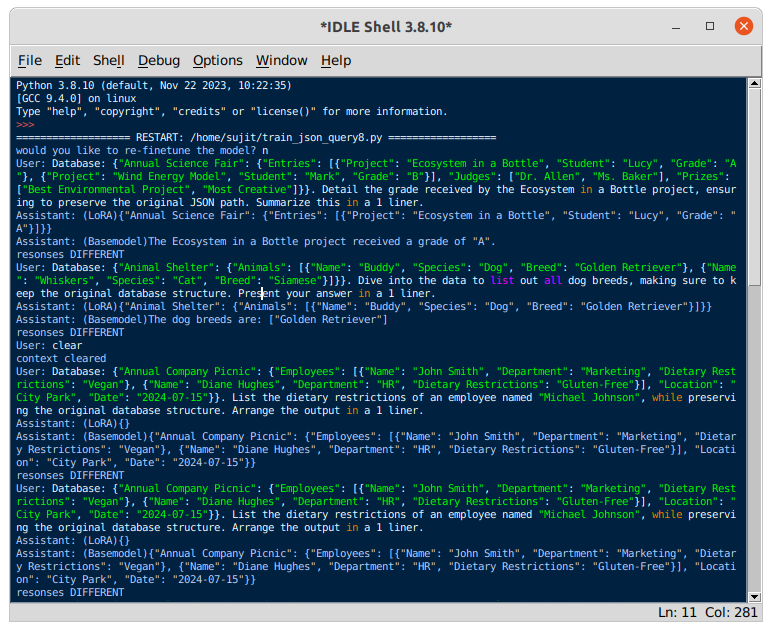 *IDLE Shell 3.8.10*
File Edit Shell Debug Options Window Help
Python 3.8.10 (default, Nov 22 2023, 10:22:35)
[GCC 9.4.0] on linux
Type "help", "copyright", "credits" or "license()" for more information.
>>>
=================== RESTART: /home/sujit/train_json_query8.py ==================
would you like to re-finetune the model? n
User: Database: {"Annual Science Fair": {"Entries": [{"Project": "Ecosystem in a Bottle", "Student": "Lucy", "Grade": "A
"}, {"Project": "Wind Energy Model", "Student": "Mark", "Grade": "B"}], "Judges": ["Dr. Allen", "Ms. Baker"], "Prizes":
["Best Environmental Project", "Most Creative"]}}. Detail the grade received by the Ecosystem in a Bottle project, ensur
ing to preserve the original JSON path. Summarize this in a 1 liner.
Assistant: (LoRA){"Annual Science Fair": {"Entries": [{"Project": "Ecosystem in a Bottle", "Student": "Lucy", "Grade": "
A"}]}}
Assistant: (Basemodel)The Ecosystem in a Bottle project received a grade of "A".
resonses DIFFERENT
User: Database: {"Animal Shelter": {"Animals": [{"Name": "Buddy", "Species": "Dog", "Breed": "Golden Retriever"}, {"Name
": "Whiskers", "Species": "Cat", "Breed": "Siamese"}]}}. Dive into the data to list out all dog breeds, making sure to k
eep the original database structure. Present your answer in a 1 liner.
Assistant: (LoRA){"Animal Shelter": {"Animals": [{"Name": "Buddy", "Species": "Dog", "Breed": "Golden Retriever"}]}}
Assistant: (Basemodel)The dog breeds are: ["Golden Retriever"]
resonses DIFFERENT
User: clear
context cleared
User: Database: {"Annual Company Picnic": {"Employees": [{"Name": "John Smith", "Department": "Marketing", "Dietary Rest
rictions": "Vegan"}, {"Name": "Diane Hughes", "Department": "HR", "Dietary Restrictions": "Gluten-Free"}], "Location": "
City Park", "Date": "2024-07-15"}}. List the dietary restrictions of an employee named "Michael Johnson", while preservi
ng the original database structure. Arrange the output in a 1 liner.
Assistant: (LoRA){}
Assistant: (Basemodel){"Annual Company Picnic": {"Employees": [{"Name": "John Smith", "Department": "Marketing", "Dietar
y Restrictions": "Vegan"}, {"Name": "Diane Hughes", "Department": "HR", "Dietary Restrictions": "Gluten-Free"}], "Locati
on": "City Park", "Date": "2024-07-15"}}
resonses DIFFERENT
User: Database: {"Annual Company Picnic": {"Employees": [{"Name": "John Smith", "Department": "Marketing", "Dietary Rest
rictions": "Vegan"}, {"Name": "Diane Hughes", "Department": "HR", "Dietary Restrictions": "Gluten-Free"}], "Location": "
City Park", "Date": "2024-07-15"}}. List the dietary restrictions of an employee named "Michael Johnson", while preservi
ng the original database structure. Arrange the output in a 1 liner.
Assistant: (LoRA){}
Assistant: (Basemodel){"Annual Company Picnic": {"Employees": [{"Name": "John Smith", "Department": "Marketing", "Dietar
y Restrictions": "Vegan"}, {"Name": "Diane Hughes", "Department": "HR", "Dietary Restrictions": "Gluten-Free"}], "Locati
on": "City Park", "Date": "2024-07-15"}}
resonses DIFFERENT
Ln: 11 Col: 281